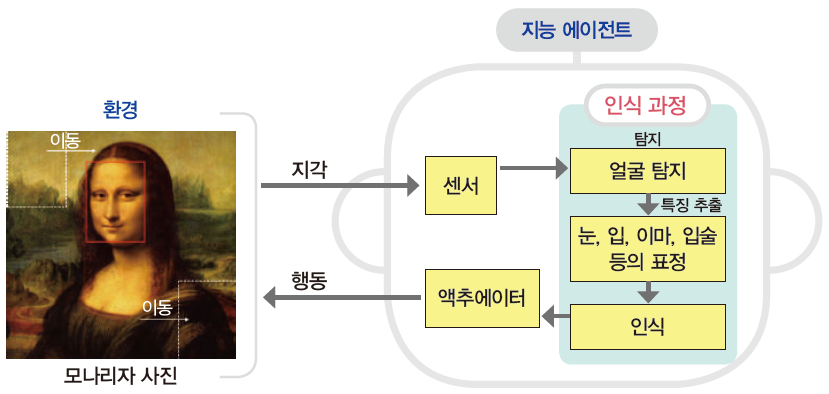 지능 에이전트
환경
인식 과정
이동
탐지
지각
센서
얼굴 탐지
특징 추출
눈, 입, 이마, 입술
등의 표정
행동
액추에이터
이동
인식
모나리자 사진